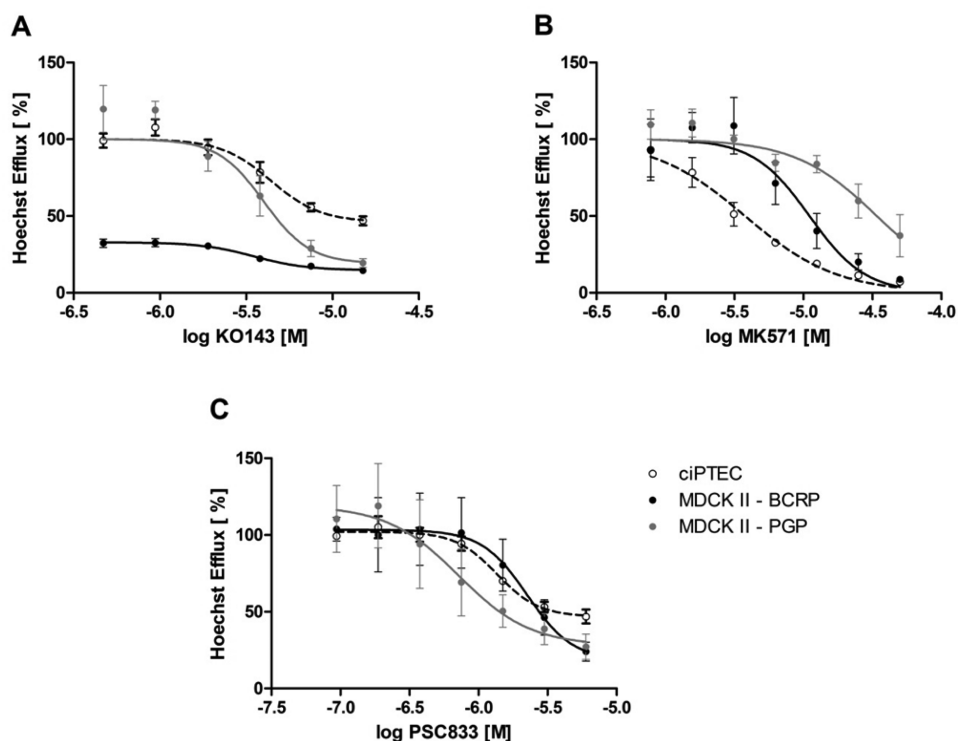 A
B
150
100
50
0
Hoechst Efflux [ %]
-6.5
-6.0
-5.5
-5.0
-4.5
log KO143 [M]
150
100
50
0
Hoechst Efflux [ %]
-6.5
-6.0
-5.5
-5.0
-4.5
-4.0
log MK571 [M]
C
150
100
50
0
Hoechst Efflux [ %]
-7.5
-7.0
-6.5
-6.0
-5.5
-5.0
log PSC833 [M]
ciPTEC
MDCK II - BCRP
MDCK II - PGP